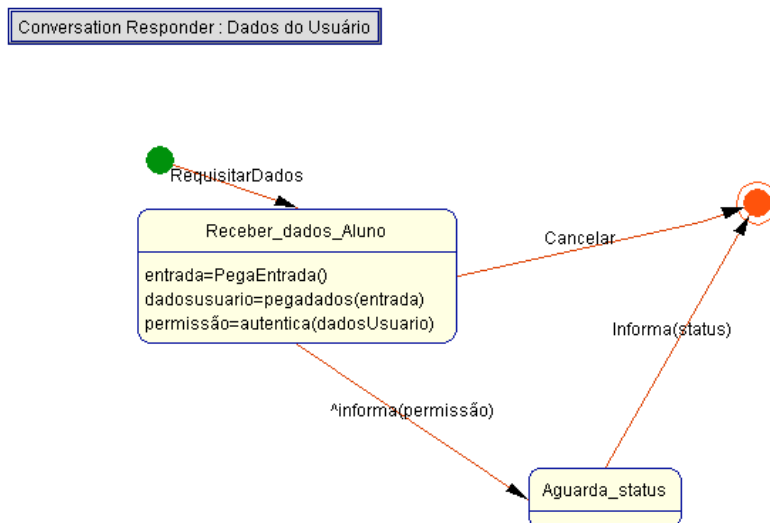 Conversation Responder : Dados do Usuário
RequisitarDados
Receber_dados_Aluno
entrada=PegaEntrada()
dadosusuario=pegadados(entrada)
permissão=autentica(dadosUsuario)
Cancelar
Informa(status)
^informa(permissão)
Aguarda_status